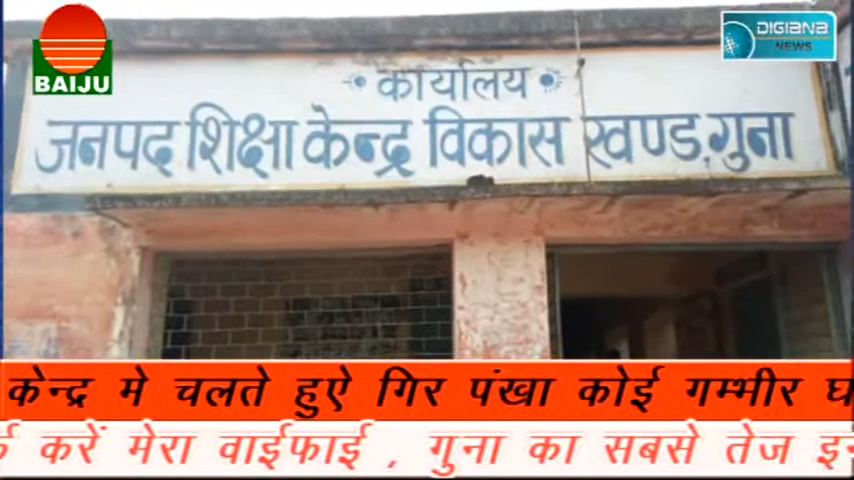 BAIJU
DIGIANA
NEWS
कार्यालय
जनपद शिक्षा केन्द्र विकास खण्ड, गुना
केन्द्र मे चलते हुऐ गिर पंखा कोई गम्भीर
करें मेरा वाईफाई , गुना का सबसे तेज